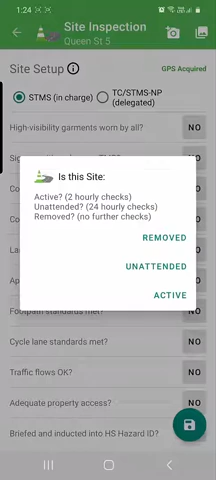 1:24
Site Inspection
Queen St 5
Site Setup
GPS Acquired
STMS (in charge)
TC/STMS-NP
(delegated)
High-visibility garments worn by all?
NO
NO
Is this Site:
Active? (2 hourly checks)
Unattended? (24 hourly checks)
Removed? (no further checks)
REMOVED
UNATTENDED
ACTIVE
Footpath standards met?
NO
Cycle lane standards met?
NO
Traffic flows OK?
NO
Adequate property access?
NO
Briefed and inducted into HS Hazard ID?